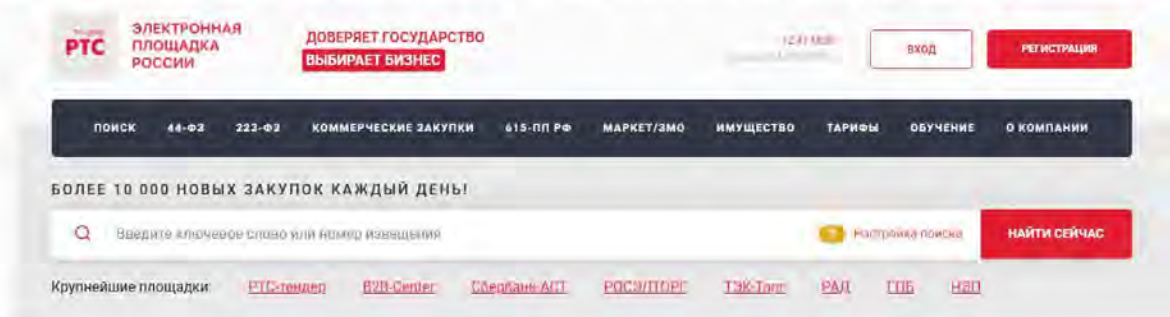 РТС
ЭЛЕКТРОННАЯ
ПЛОЩАДКА
РОССИИ
ДОВЕРЯЕТ ГОСУДАРСТВО
ВЫБИРАЕТ БИЗНЕС
ВХОД
РЕГИСТРАЦИЯ
ПОИСК 44-ФЗ 223-ФЗ КОММЕРЧЕСКИЕ ЗАКУПКИ 615-ПП РФ МАРКЕТ/ЗМО ИМУЩЕСТВО ТАРИФЫ ОБУЧЕНИЕ О КОМПАНИИ
БОЛЕЕ 10 000 НОВЫХ ЗАКУПОК КАЖДЫЙ ДЕНЬ!
Введите ключевое слово или номер извещения Настройка поиска НАЙТИ СЕЙЧАС
Крупнейшие площадки: РТС-тендер B2B-Center Сбербанк-АСТ РОСЭЛТОРГ ТЭК-Торг РАД ГПБ НЭП